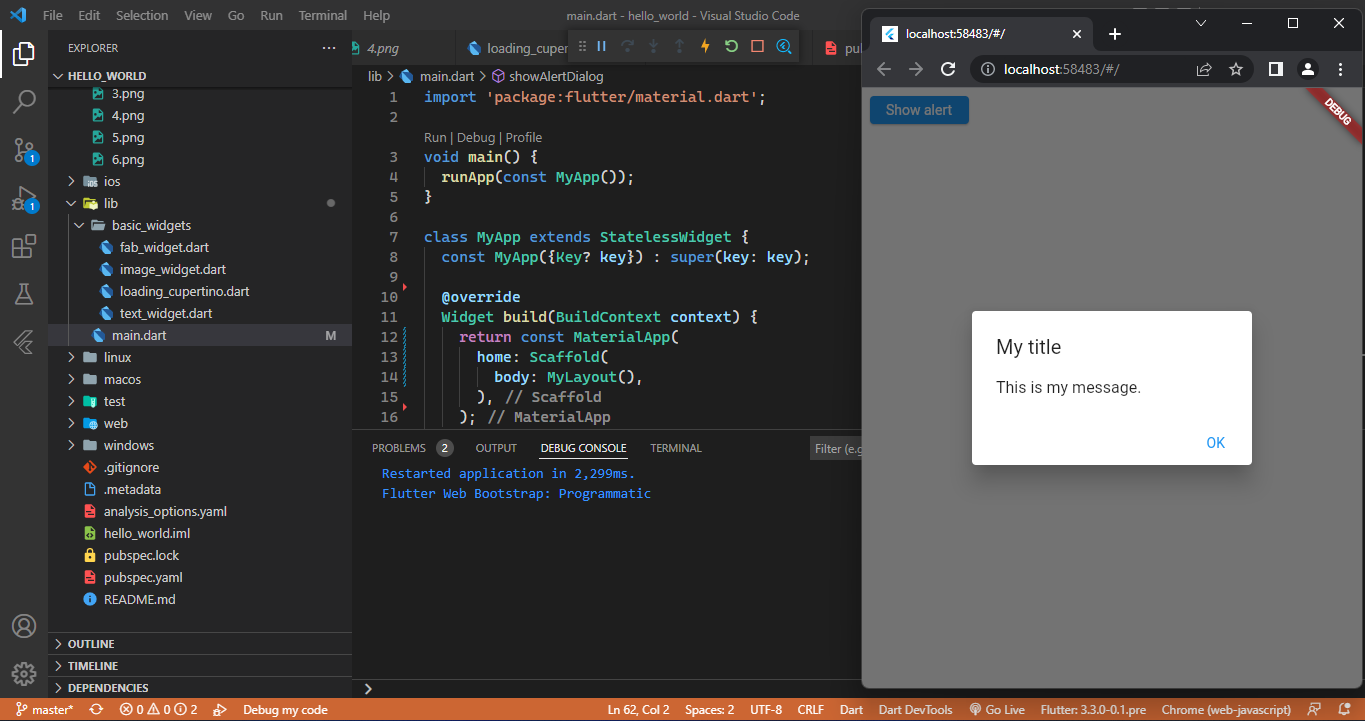 File Edit Selection View Go Run Terminal Help
main.dart - hello_world - Visual Studio Code
EXPLORER
HELLO_WORLD
3.png
4.png
5.png
6.png
ios
lib
basic_widgets
fab_widget.dart
image_widget.dart
loading_cupertino.dart
text_widget.dart
main.dart M
linux
macos
test
web
windows
.gitignore
.metadata
analysis_options.yaml
hello_world.iml
pubspec.lock
pubspec.yaml
README.md
OUTLINE
TIMELINE
DEPENDENCIES
1
1
4.png loading_cuper pu
lib > main.dart > showAlertDialog
1 import 'package:flutter/material.dart';
2
Run | Debug | Profile
3 void main() {
4 runApp(const MyApp());
5 }
6
7 class MyApp extends StatelessWidget {
8 const MyApp({Key? key}) : super(key: key);
9
10 @override
11 Widget build(BuildContext context) {
12 return const MaterialApp(
13 home: Scaffold(
14 body: MyLayout(),
15 ), // Scaffold
16 ); // MaterialApp
PROBLEMS 2 OUTPUT DEBUG CONSOLE TERMINAL Filter (e.g
Restarted application in 2,299ms.
Flutter Web Bootstrap: Programmatic
localhost:58483/#/
localhost:58483/#/
Show alert
DEBUG
My title
This is my message.
OK
master* 0 0 2 Debug my code Ln 62, Col 2 Spaces: 2 UTF-8 CRLF Dart Dart DevTools Go Live Flutter: 3.3.0-0.1.pre Chrome (web-javascript)